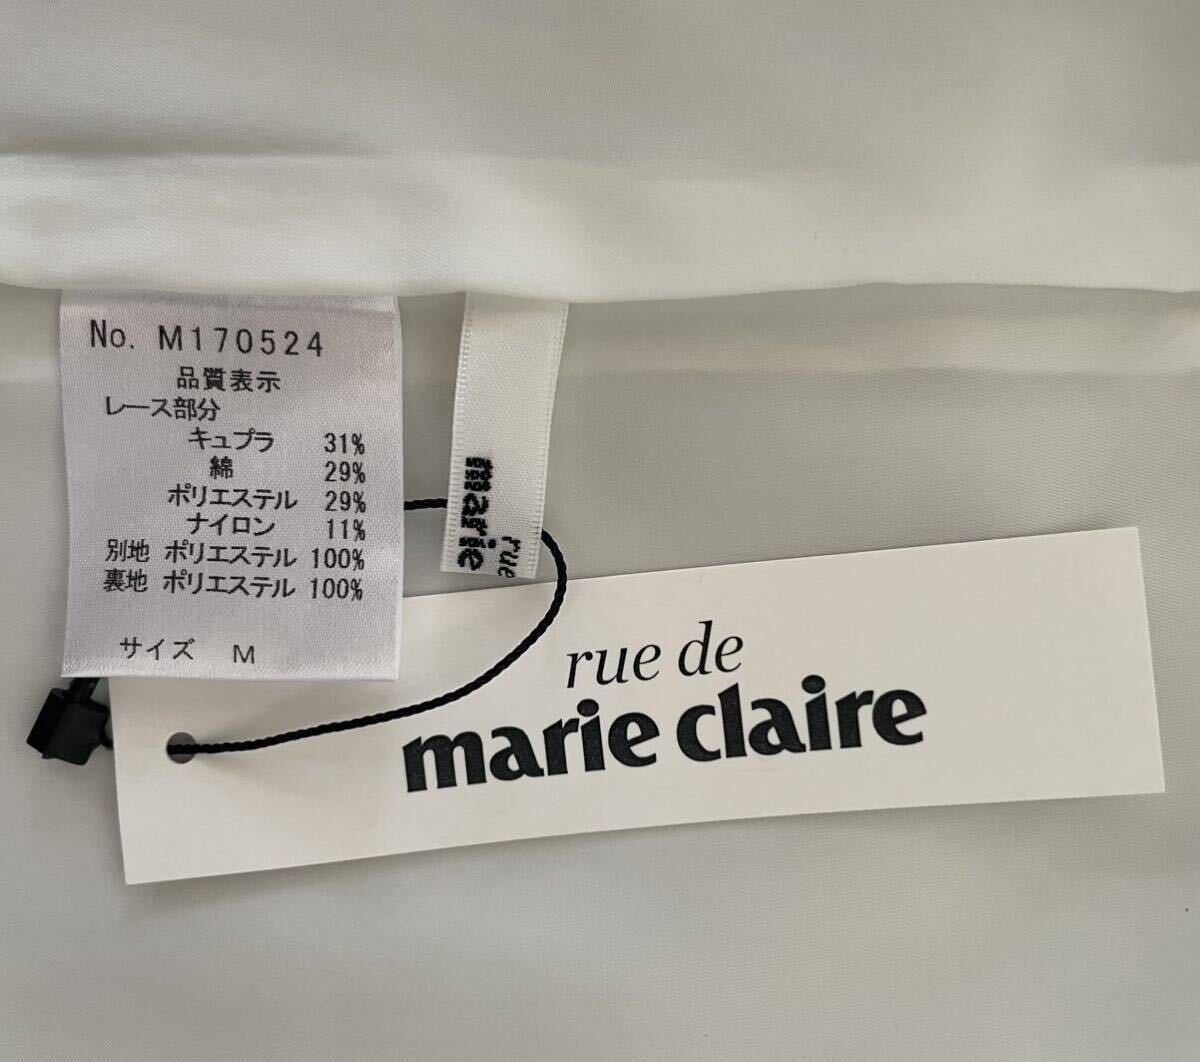 No. M170524
品質表示
レース部分
キュプラ 31%
綿 29%
ポリエステル 29%
ナイロン 11%
別地 ポリエステル 100%
裏地 ポリエステル 100%
サイズ M
rue
marie
rue de
marie claire